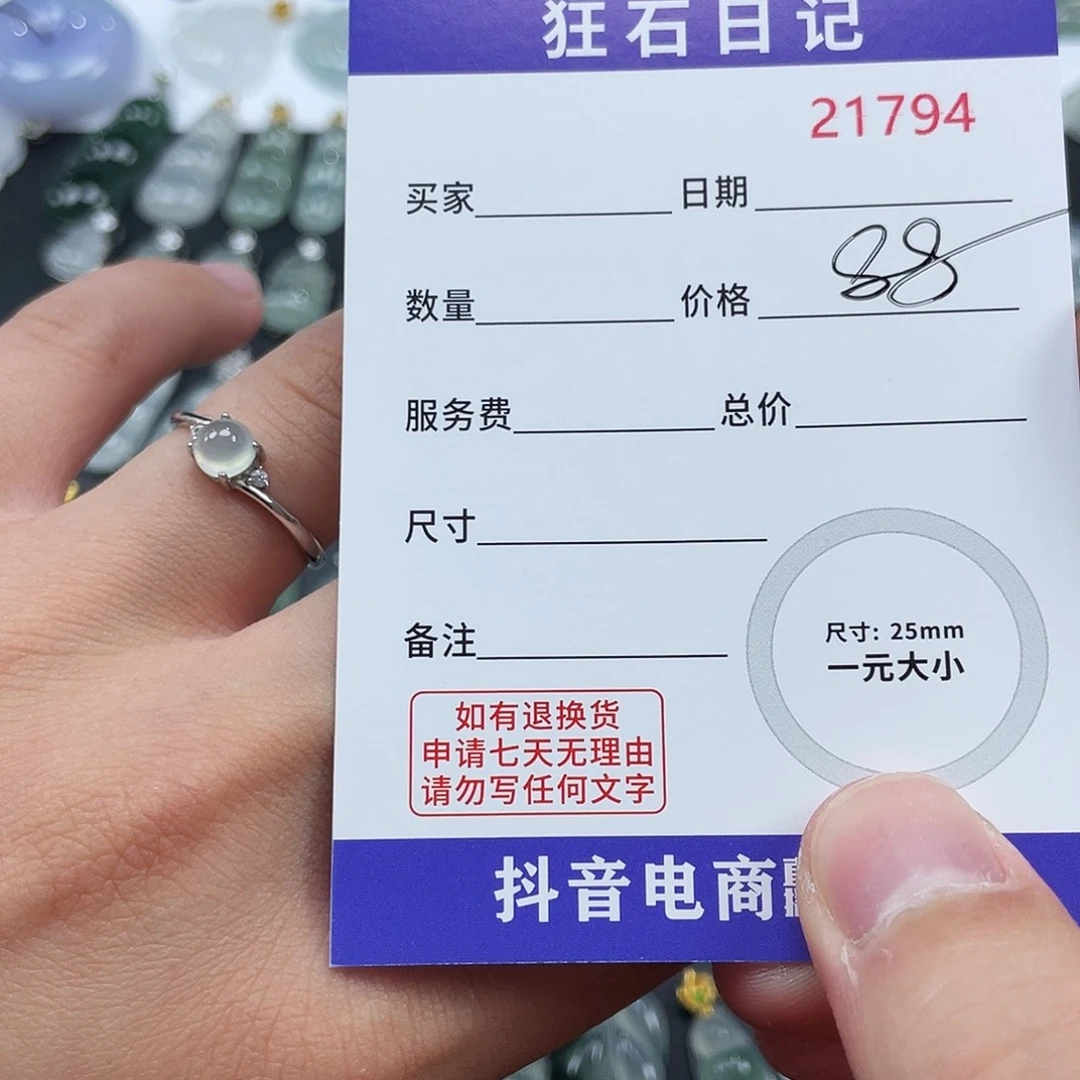 狂石日记
21794
买家 日期
数量 价格 88
服务费 总价
尺寸
尺寸: 25mm
一元大小
备注
如有退换货
申请七天无理由
请勿写任何文字
抖音电商